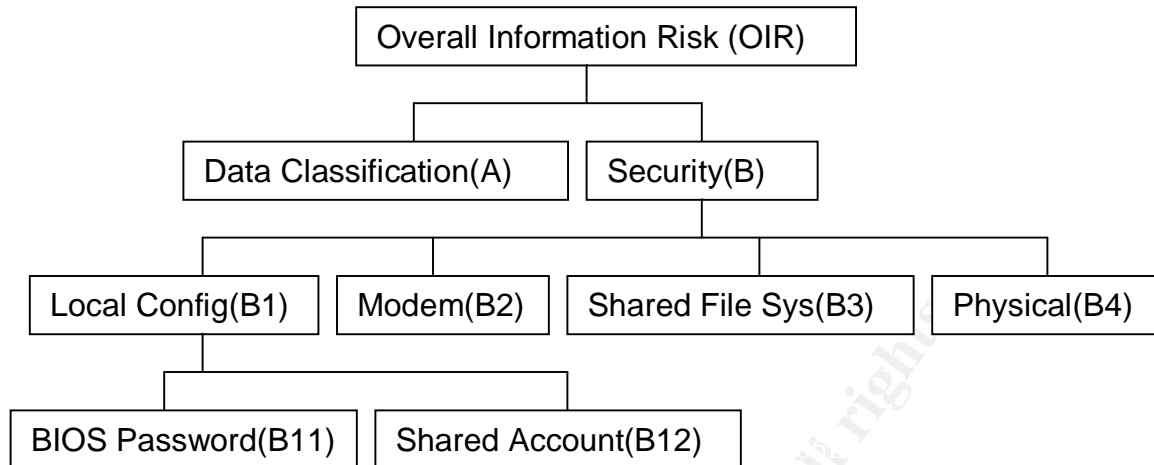 Overall Information Risk (OIR)
Data Classification(A)
Security(B)
Local Config(B1)
Modem(B2)
Shared File Sys(B3)
Physical(B4)
BIOS Password(B11)
Shared Account(B12)
rights